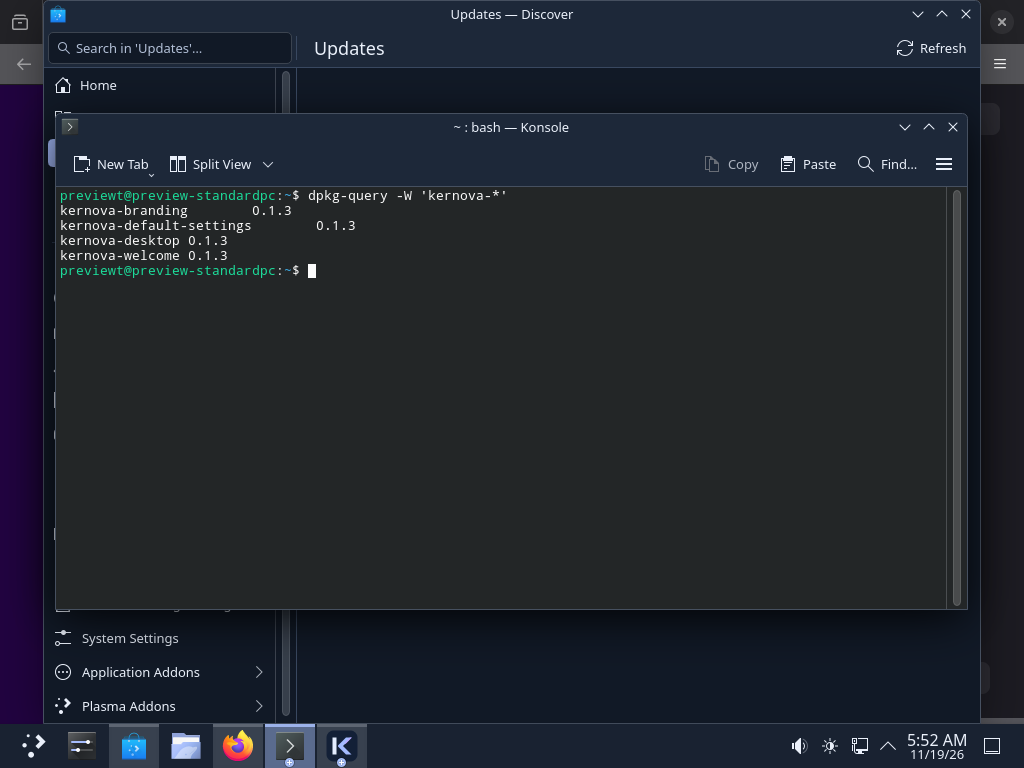 Updates — Discover
Search in 'Updates'...
Updates
Refresh
Home
~ : bash — Konsole
New Tab
Split View
Copy
Paste
Find...
previewt@preview-standardpc:~$ dpkg-query -W 'kernova-*'
kernova-branding        0.1.3
kernova-default-settings        0.1.3
kernova-desktop 0.1.3
kernova-welcome 0.1.3
previewt@preview-standardpc:~$
System Settings
Application Addons
Plasma Addons
5:52 AM
11/19/26